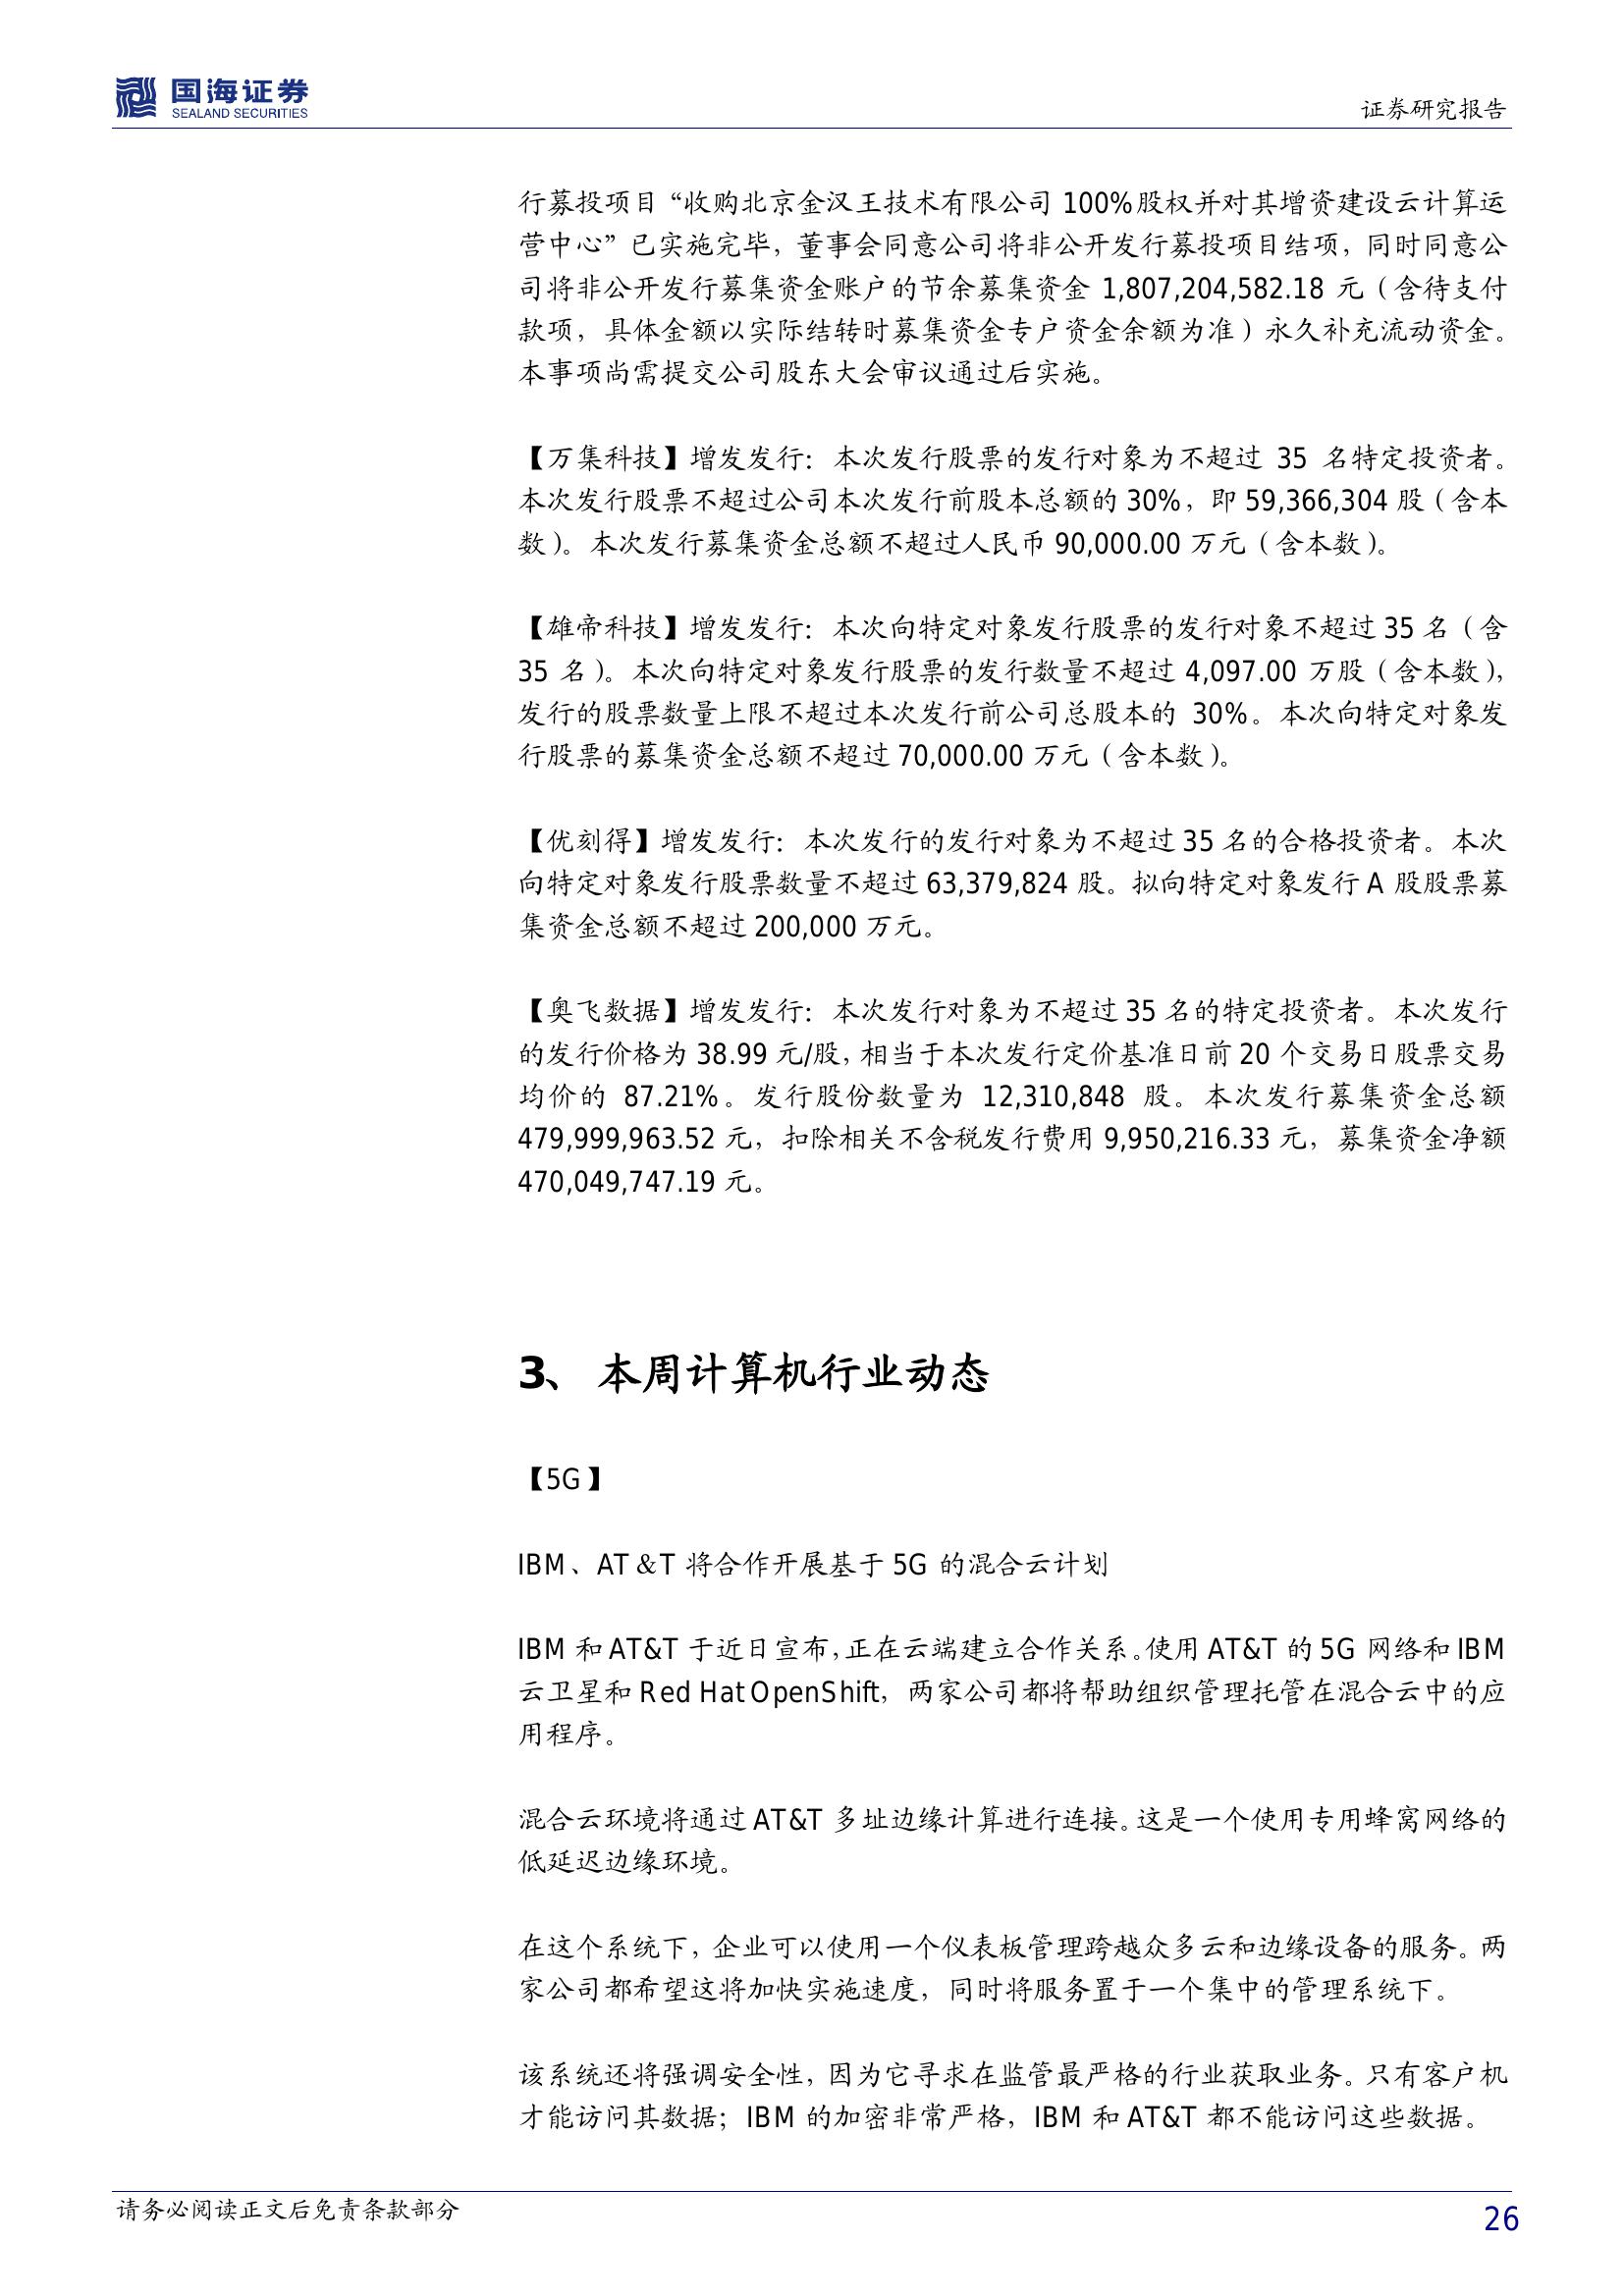 国海证券
SEALAND SECURITIES
证券研究报告
行募投项目“收购北京金汉王技术有限公司 100%股权并对其增资建设云计算运
营中心”已实施完毕，董事会同意公司将非公开发行募投项目结项，同时同意公
司将非公开发行募集资金账户的节余募集资金 1,807,204,582.18 元（含待支付
款项，具体金额以实际结转时募集资金专户资金余额为准）永久补充流动资金。
本事项尚需提交公司股东大会审议通过后实施。
【万集科技】增发发行：本次发行股票的发行对象为不超过 35 名特定投资者。
本次发行股票不超过公司本次发行前股本总额的 30%，即 59,366,304 股（含本
数）。本次发行募集资金总额不超过人民币 90,000.00 万元（含本数）。
【雄帝科技】增发发行：本次向特定对象发行股票的发行对象不超过 35 名（含
35 名）。本次向特定对象发行股票的发行数量不超过 4,097.00 万股（含本数），
发行的股票数量上限不超过本次发行前公司总股本的 30%。本次向特定对象发
行股票的募集资金总额不超过 70,000.00 万元（含本数）。
【优刻得】增发发行：本次发行的发行对象为不超过 35 名的合格投资者。本次
向特定对象发行股票数量不超过 63,379,824 股。拟向特定对象发行 A 股股票募
集资金总额不超过 200,000 万元。
【奥飞数据】增发发行：本次发行对象为不超过 35 名的特定投资者。本次发行
的发行价格为 38.99 元/股，相当于本次发行定价基准日前 20 个交易日股票交易
均价的 87.21%。发行股份数量为 12,310,848 股。本次发行募集资金总额
479,999,963.52 元，扣除相关不含税发行费用 9,950,216.33 元，募集资金净额
470,049,747.19 元。
3、 本周计算机行业动态
【5G】
IBM、AT＆T 将合作开展基于 5G 的混合云计划
IBM 和 AT&T 于近日宣布，正在云端建立合作关系。使用 AT&T 的 5G 网络和 IBM
云卫星和 Red Hat OpenShift，两家公司都将帮助组织管理托管在混合云中的应
用程序。
混合云环境将通过 AT&T 多址边缘计算进行连接。这是一个使用专用蜂窝网络的
低延迟边缘环境。
在这个系统下，企业可以使用一个仪表板管理跨越众多云和边缘设备的服务。两
家公司都希望这将加快实施速度，同时将服务置于一个集中的管理系统下。
该系统还将强调安全性，因为它寻求在监管最严格的行业获取业务。只有客户机
才能访问其数据；IBM 的加密非常严格，IBM 和 AT&T 都不能访问这些数据。
请务必阅读正文后免责条款部分
26